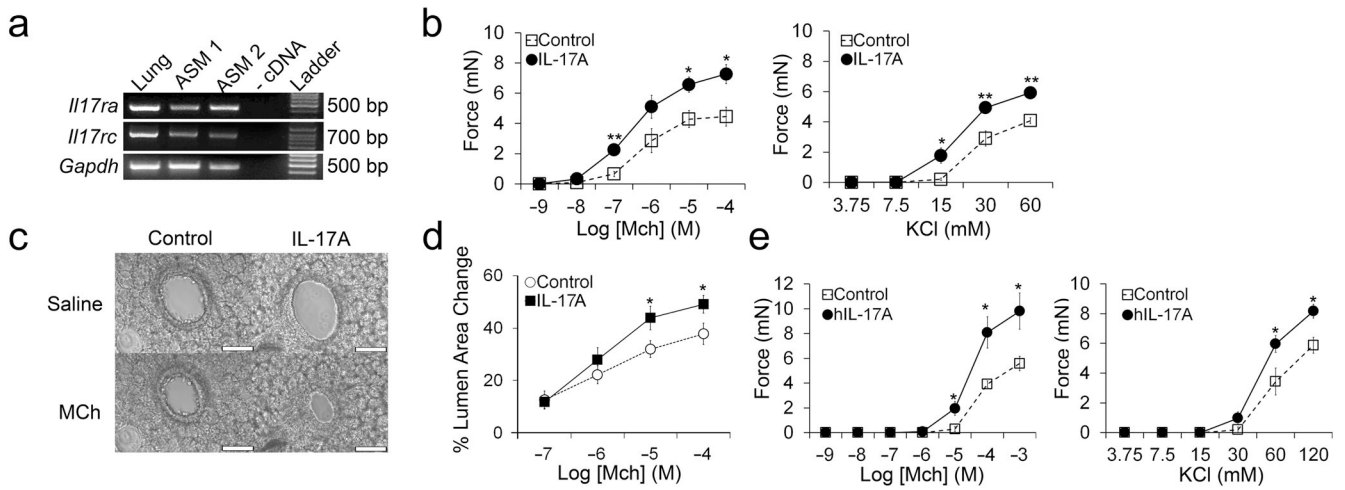 a
Lung ASM 1 ASM 2 - cDNA Ladder
Il17ra 500 bp
Il17rc 700 bp
Gapdh 500 bp
b
Force (mN)
10
8
6
4
2
0
Control
IL-17A
**
*
*
−9 −8 −7 −6 −5 −4
Log [Mch] (M)
Force (mN)
10
8
6
4
2
0
Control
IL-17A
*
**
**
3.75 7.5 15 30 60
KCl (mM)
c
Control IL-17A
Saline
MCh
d
% Lumen Area Change
60
40
20
0
Control
IL-17A
*
*
−7 −6 −5 −4
Log [Mch] (M)
e
Force (mN)
12
10
8
6
4
2
0
Control
hIL-17A
*
*
*
−9 −8 −7 −6 −5 −4 −3
Log [Mch] (M)
Force (mN)
10
8
6
4
2
0
Control
hIL-17A
*
*
3.75 7.5 15 30 60 120
KCl (mM)